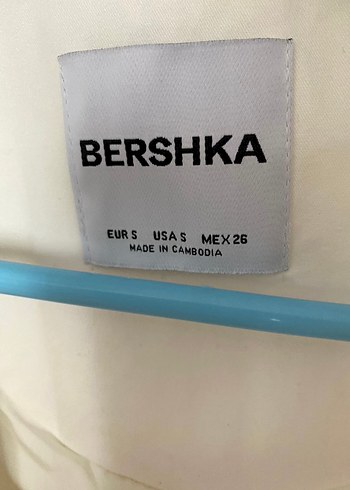 BERSHKA
EUR S USA S MEX 26
MADE IN CAMBODIA